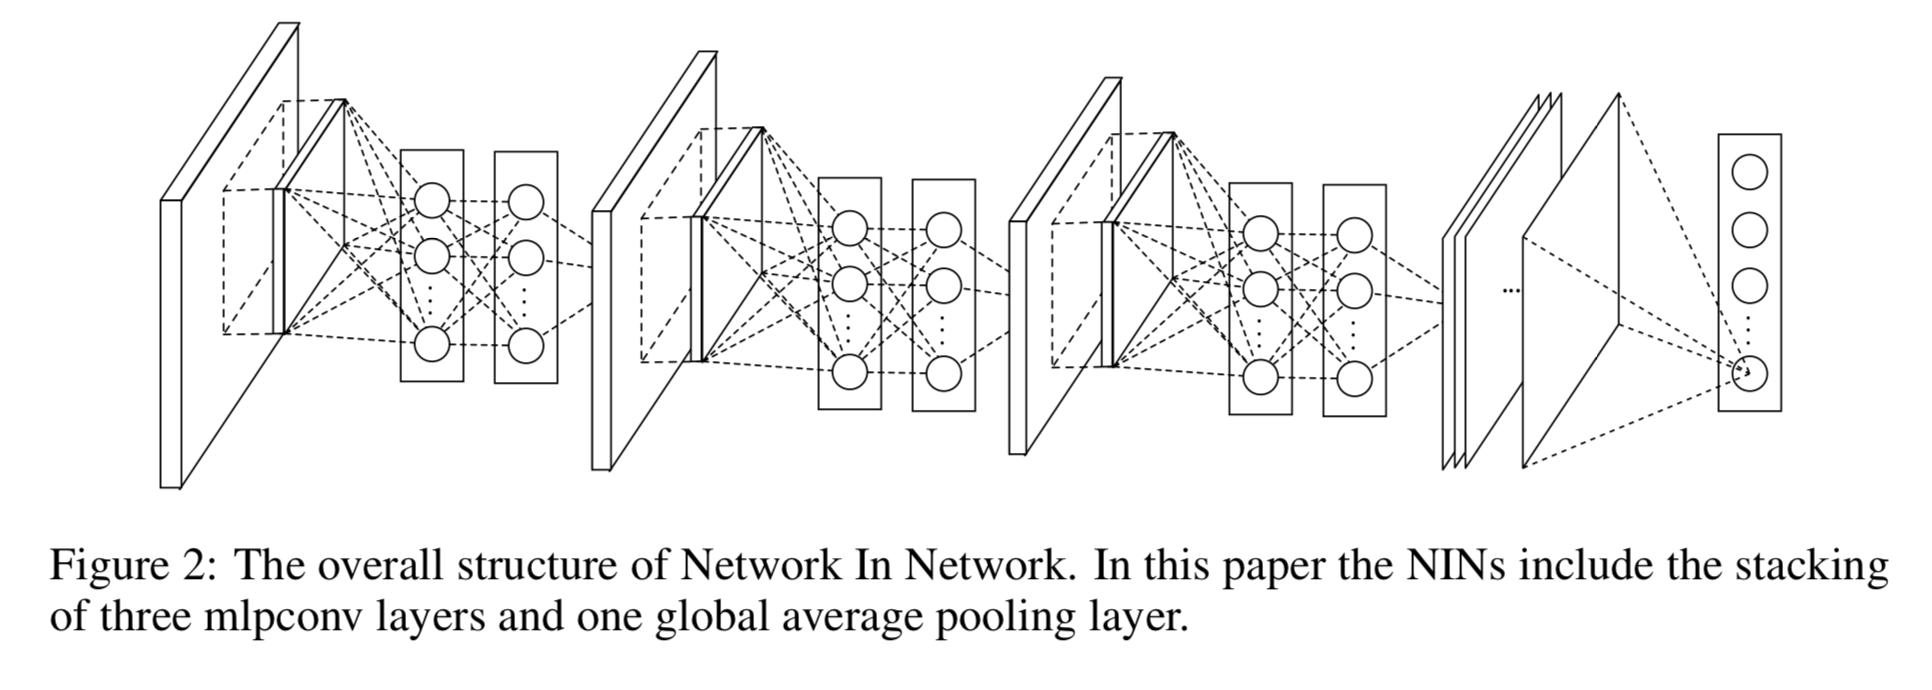 ...
Figure 2: The overall structure of Network In Network. In this paper the NINs include the stacking
of three mlpconv layers and one global average pooling layer.